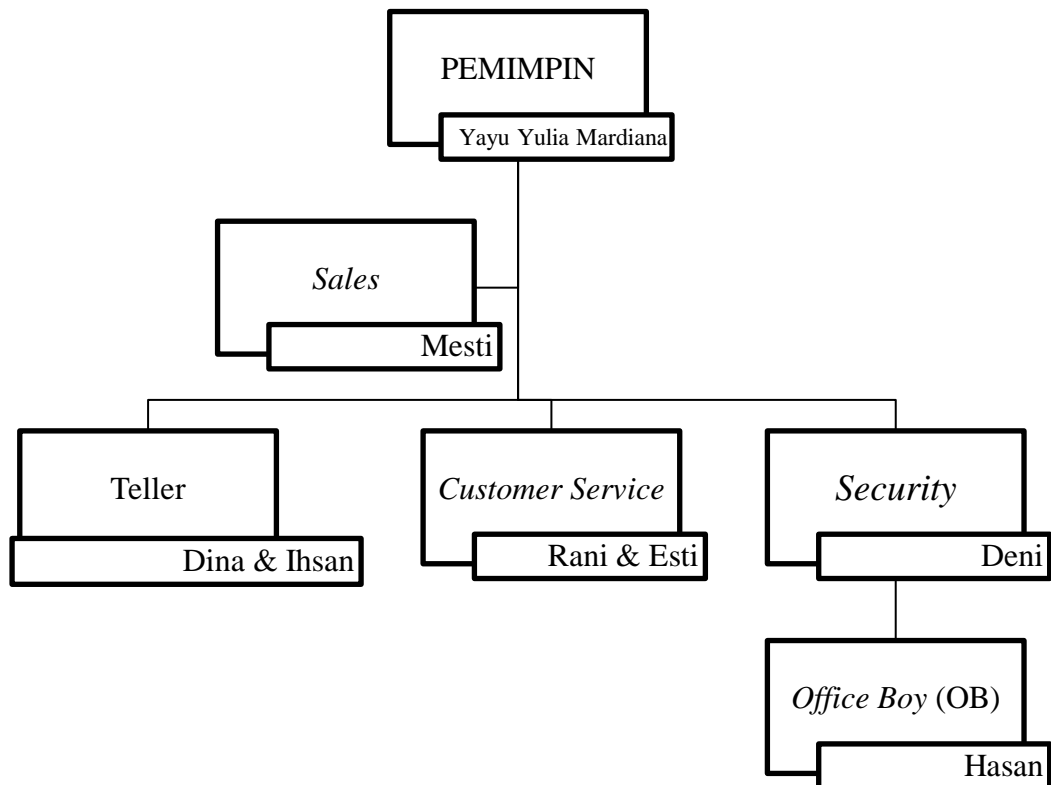 PEMIMPIN
Yayu Yulia Mardiana
Sales
Mesti
Teller
Dina & Ihsan
Customer Service
Rani & Esti
Security
Deni
Office Boy (OB)
Hasan